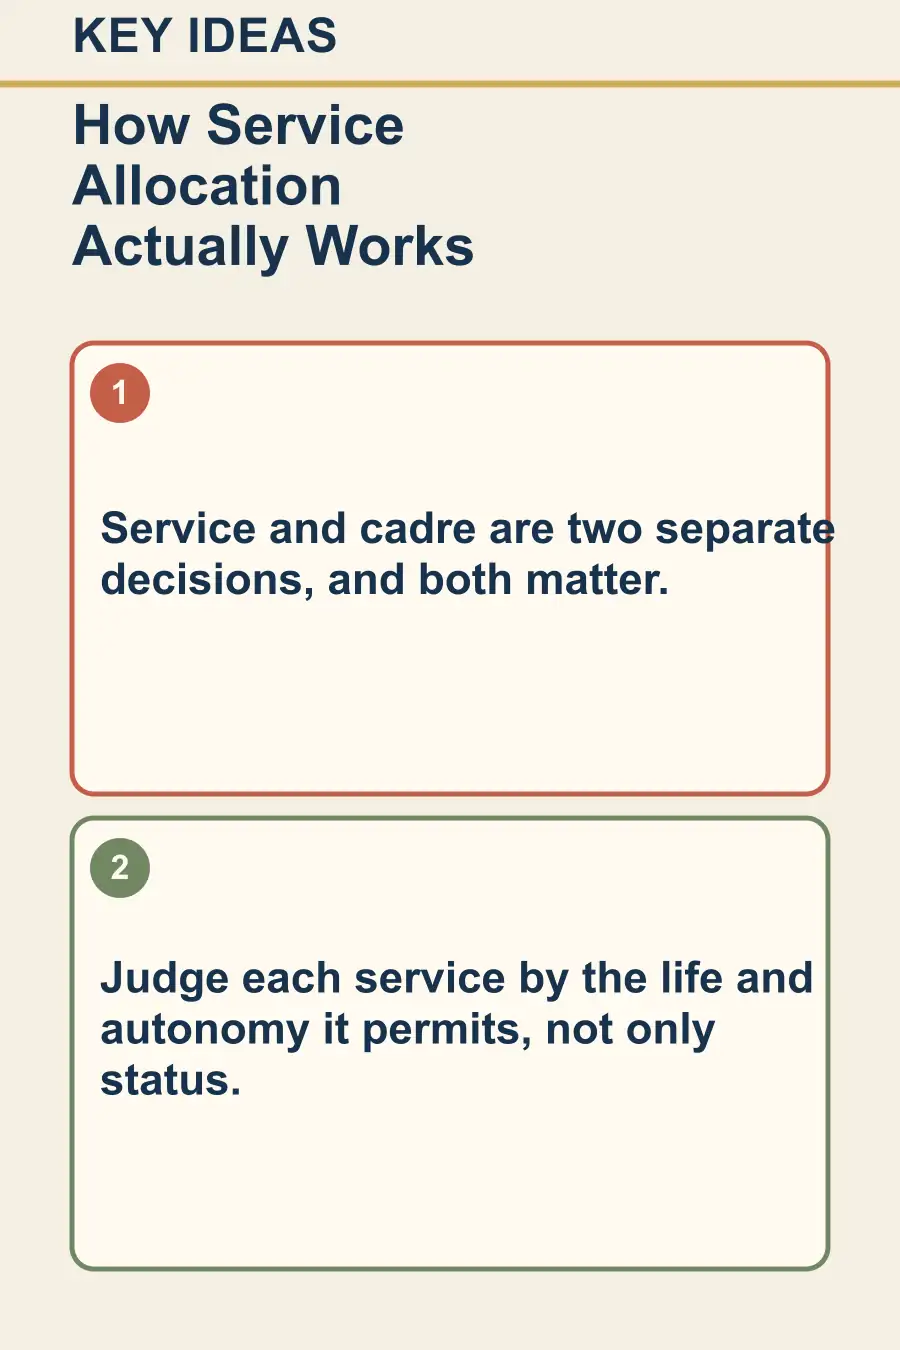 KEY IDEAS
How Service
Allocation
Actually Works
1
Service and cadre are two separate
decisions, and both matter.
2
Judge each service by the life and
autonomy it permits, not only
status.